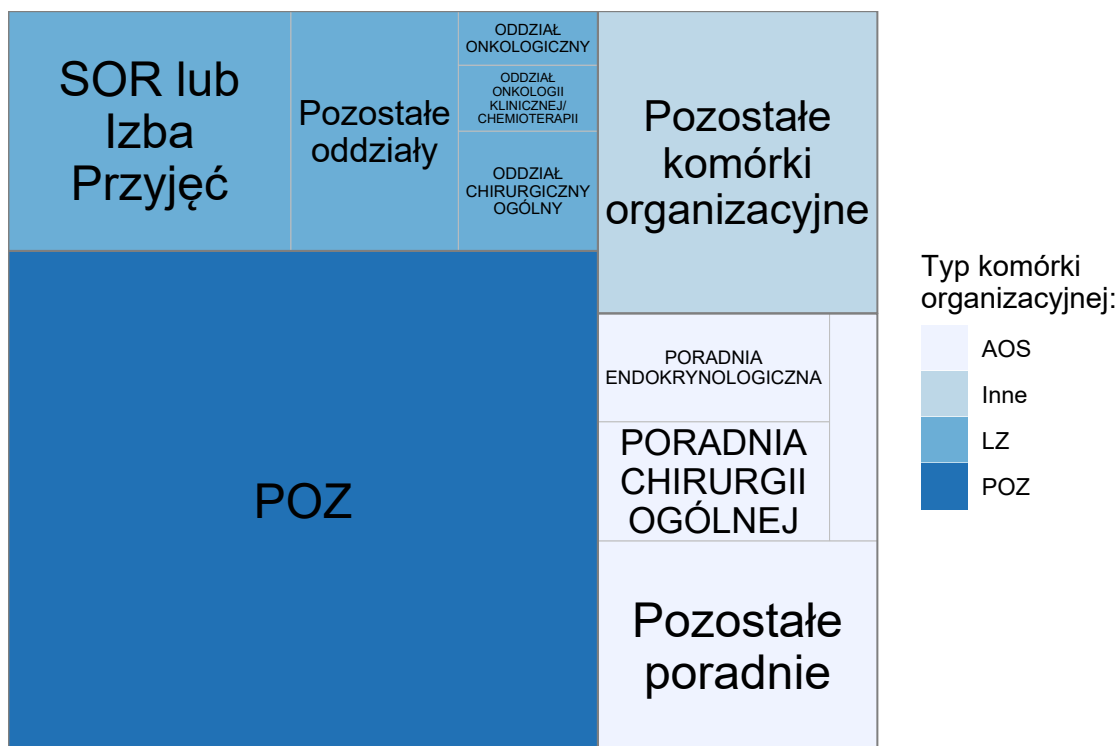 SOR lub
Izba
Przyjęć
Pozostałe
oddziały
ODDZIAŁ
ONKOLOGICZNY
ODDZIAŁ
ONKOLOGII
KLINICZNEJ/
CHEMIOTERAPII
ODDZIAŁ
CHIRURGICZNY
OGÓLNY
Pozostałe
komórki
organizacyjne
POZ
PORADNIA
ENDOKRYNOLOGICZNA
PORADNIA
CHIRURGII
OGÓLNEJ
Pozostałe
poradnie
Typ komórki
organizacyjnej:
AOS
Inne
LZ
POZ